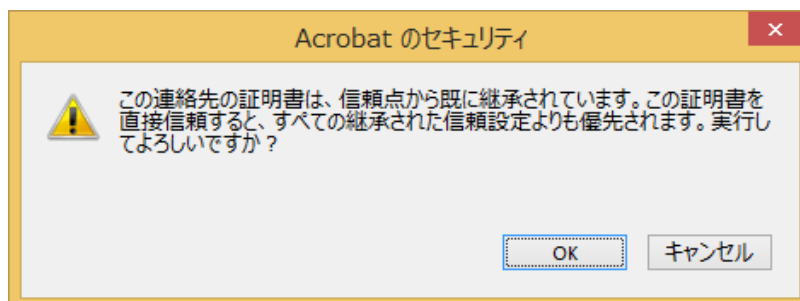 Acrobat のセキュリティ
この連絡先の証明書は、信頼点から既に継承されています。この証明書を
直接信頼すると、すべての継承された信頼設定よりも優先されます。実行し
てよろしいですか？
OK
キャンセル